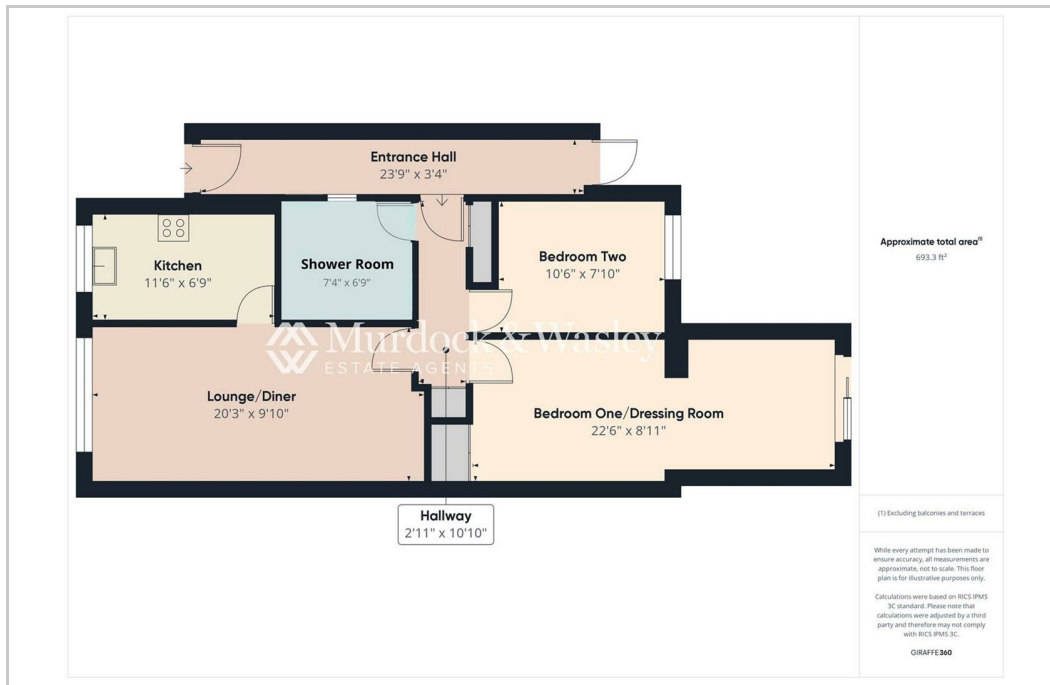 Entrance Hall
23'9" x 3'4"
Kitchen
11'6" x 6'9"
Shower Room
7'4" x 6'9"
Bedroom Two
10'6" x 7'10"
Murdock & Wasley
ESTATE AGENTS
Lounge/Diner
20'3" x 9'10"
Bedroom One/Dressing Room
22'6" x 8'11"
Hallway
2'11" x 10'10"
Approximate total area⁽¹⁾
693.3 ft²
(1) Excluding balconies and terraces
While every attempt has been made to
ensure accuracy, all measurements are
approximate, not to scale. This floor
plan is for illustrative purposes only.
Calculations were based on RICS IPMS
3C standard. Please note that
calculations were adjusted by a third
party and therefore may not comply
with RICS IPMS 3C.
GIRAFFE360